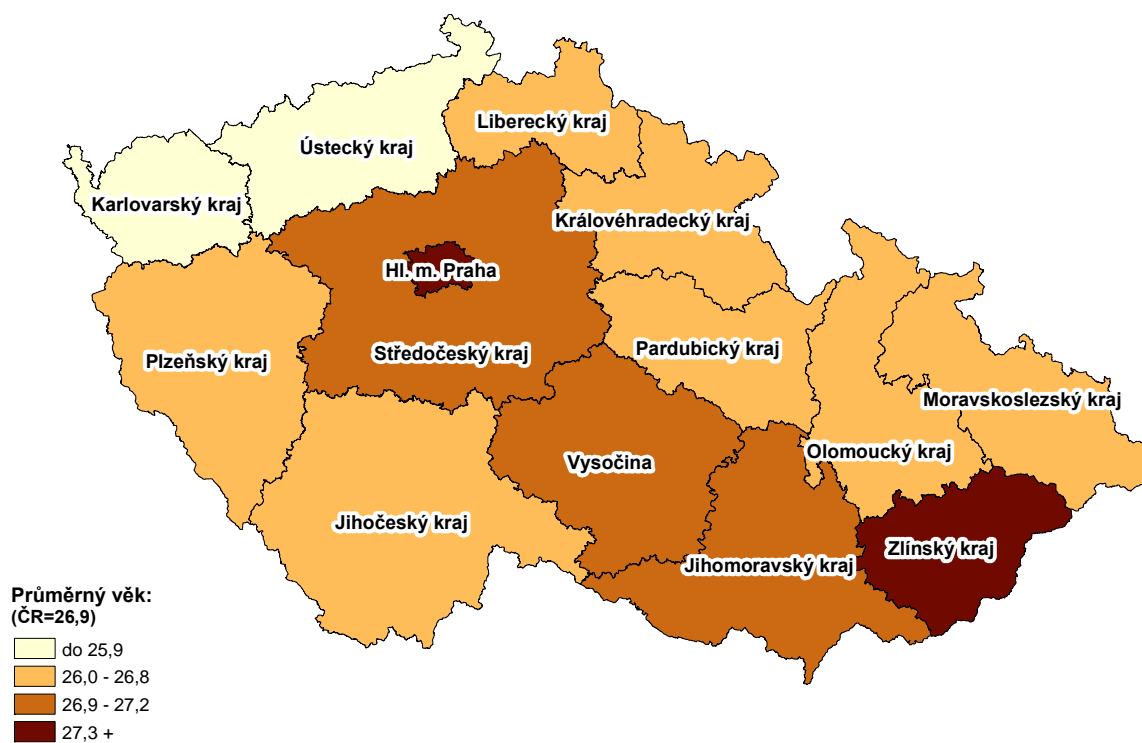 Liberecký kraj
Ústecký kraj
Karlovarský kraj
Královéhradecký kraj
Hl. m. Praha
Středočeský kraj
Pardubický kraj
Plzeňský kraj
Moravskoslezský kraj
Olomoucký kraj
Vysočina
Jihočeský kraj
Zlínský kraj
Jihomoravský kraj
Průměrný věk:
(ČR=26,9)
do 25,9
26,0 - 26,8
26,9 - 27,2
27,3 +